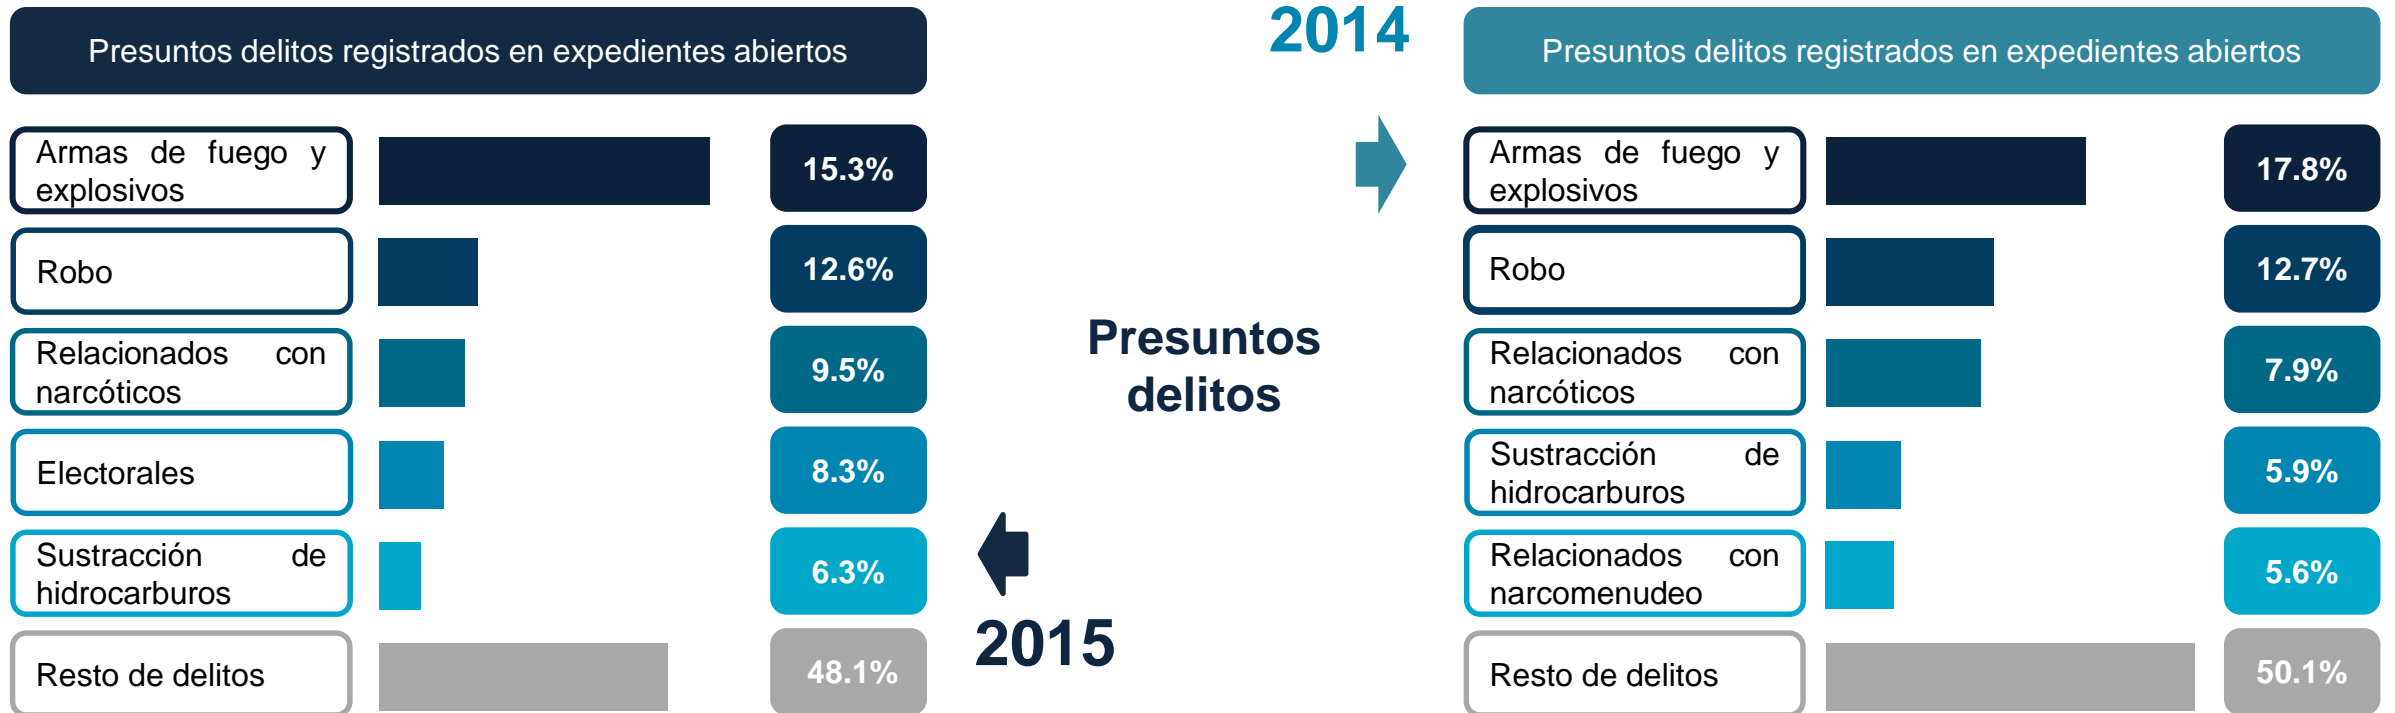 Presuntos delitos registrados en expedientes abiertos
Armas de fuego y
explosivos
15.3%
Robo
12.6%
Relacionados con
narcóticos
9.5%
Electorales
8.3%
Sustracción de
hidrocarburos
6.3%
Resto de delitos
48.1%
Presuntos
delitos
2015
2014
Presuntos delitos registrados en expedientes abiertos
Armas de fuego y
explosivos
17.8%
Robo
12.7%
Relacionados con
narcóticos
7.9%
Sustracción de
hidrocarburos
5.9%
Relacionados con
narcomenudeo
5.6%
Resto de delitos
50.1%